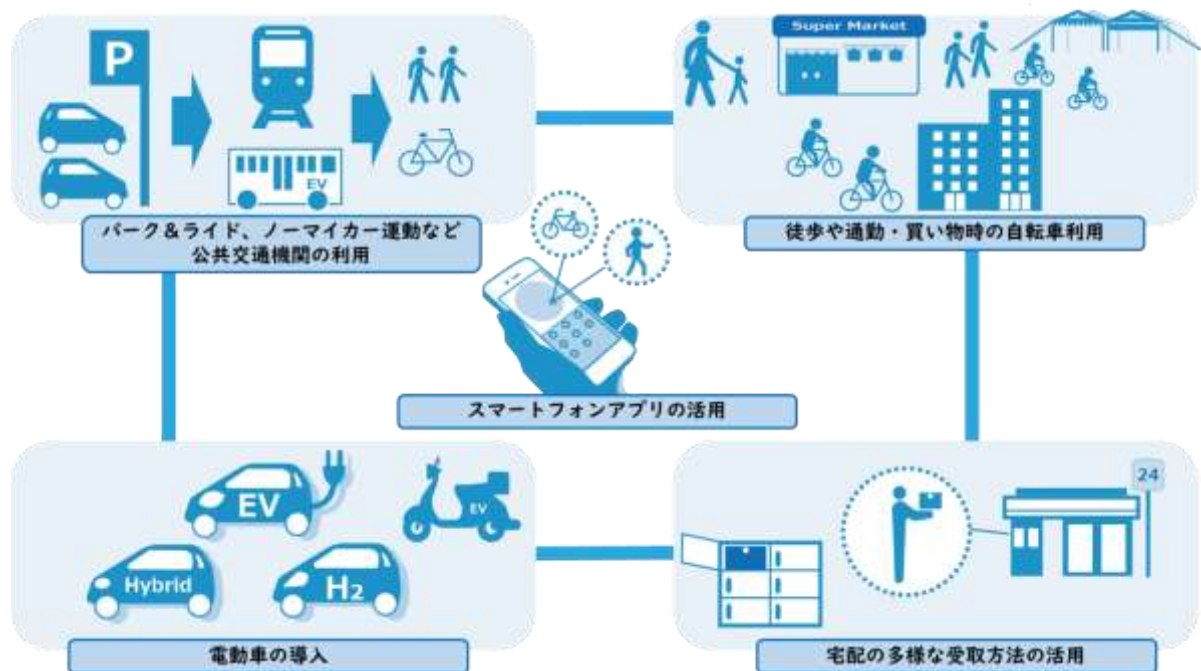 P
EV
パーク＆ライド、ノーマイカー運動など
公共交通機関の利用
Super Market
徒歩や通勤・買い物時の自転車利用
スマートフォンアプリの活用
EV
EV
Hybrid
H₂
電動車の導入
24
宅配の多様な受取方法の活用